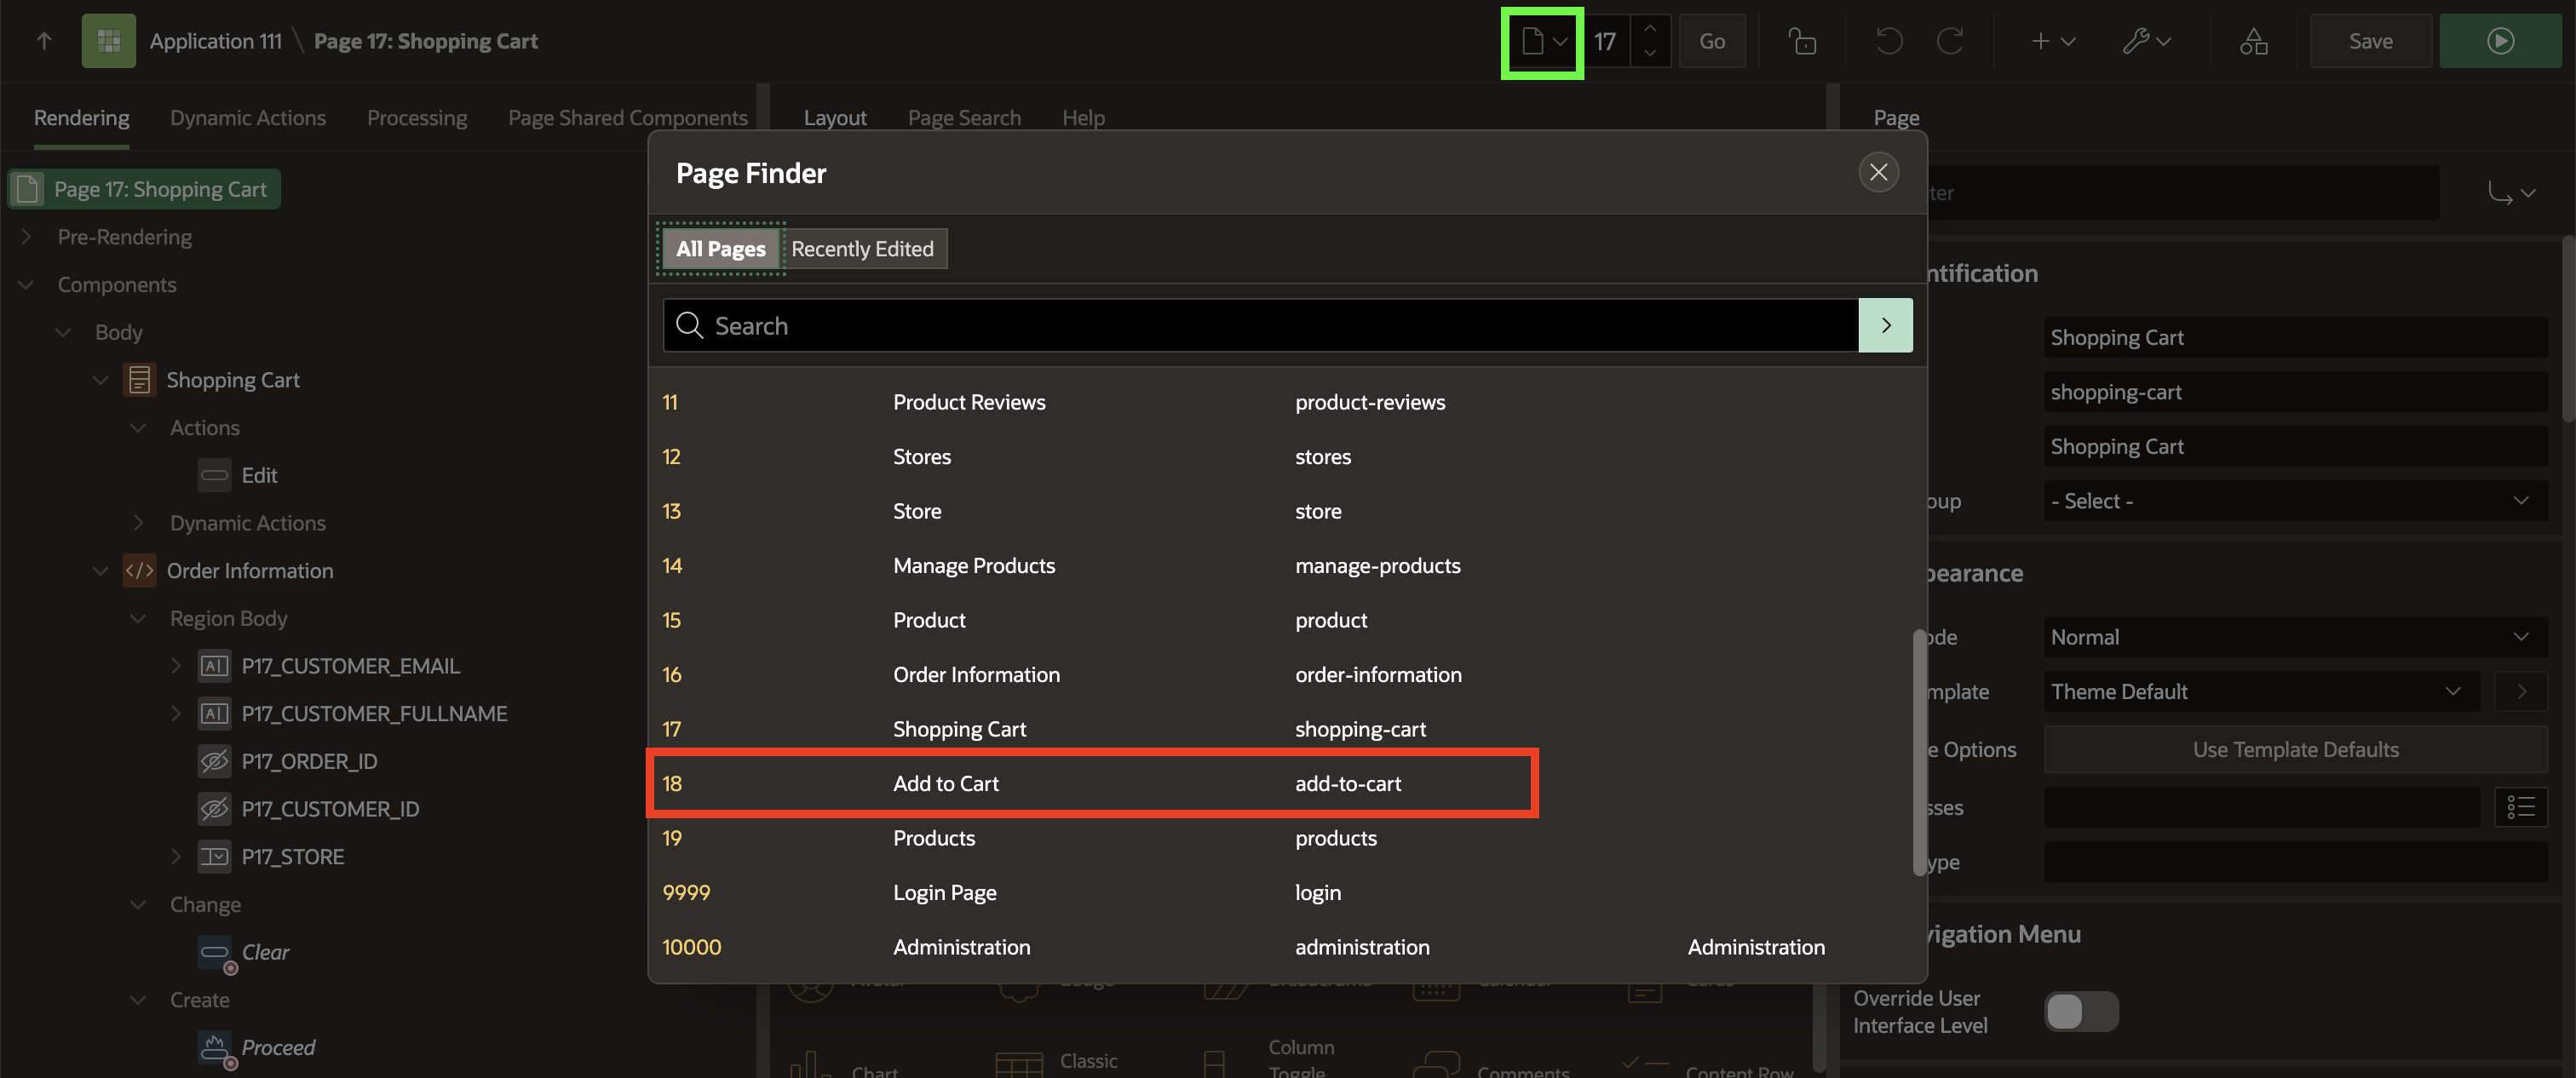 Application 111 \ Page 17: Shopping Cart
17
Go
Save
Rendering
Dynamic Actions
Processing
Page Shared Components
Layout
Page Search
Help
Page
Page 17: Shopping Cart
Pre-Rendering
Components
Body
Shopping Cart
Actions
Edit
Dynamic Actions
Order Information
Region Body
P17_CUSTOMER_EMAIL
P17_CUSTOMER_FULLNAME
P17_ORDER_ID
P17_CUSTOMER_ID
P17_STORE
Change
Clear
Create
Proceed
Page Finder
All Pages
Recently Edited
Search
11 Product Reviews product-reviews
12 Stores stores
13 Store store
14 Manage Products manage-products
15 Product product
16 Order Information order-information
17 Shopping Cart shopping-cart
18 Add to Cart add-to-cart
19 Products products
9999 Login Page login
10000 Administration administration Administration
Chart
Classic
Column
Toggle
Comments
Content Row
ter
ntification
Shopping Cart
shopping-cart
Shopping Cart
oup
- Select -
pearance
ode
Normal
mplate
Theme Default
e Options
Use Template Defaults
sses
ype
vigation Menu
Override User
Interface Level